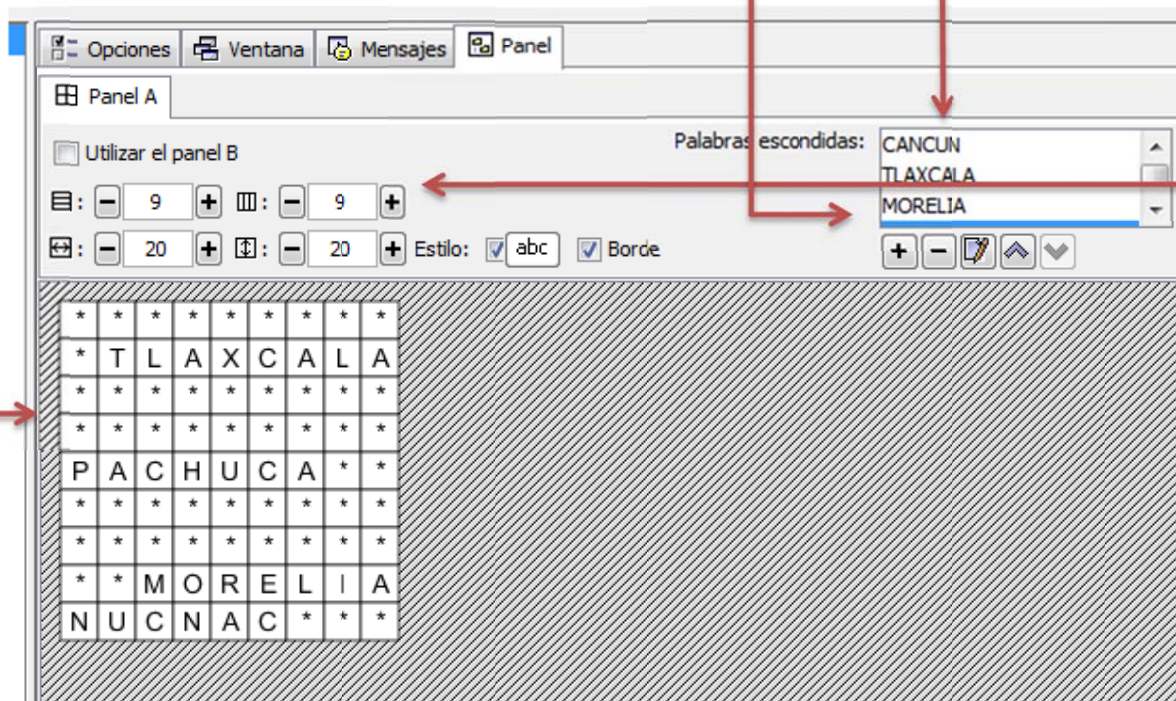 Opciones Ventana Mensajes Panel
Panel A
Utilizar el panel B
Palabras escondidas:
CANCUN
TLAXCALA
MORELIA
: - 9 + : - 9 +
: - 20 + : - 20 + Estilo: abc Borde
+ -
* * * * * * * * *
* T L A X C A L A
* * * * * * * * *
* * * * * * * * *
P A C H U C A * *
* * * * * * * * *
* * * * * * * * *
* * M O R E L I A
N U C N A C * * *